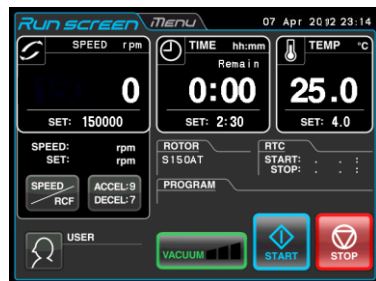 Run screen Menu 07 Apr 2012 23:14
SPEED rpm TIME hh:mm TEMP °C
Remain
0 0:00 25.0
SET: 150000 SET: 2:30 SET: 4.0
SPEED: rpm ROTOR RTC
SET: rpm S150AT START: . . :
STOP: . . :
PROGRAM
SPEED RCF ACCEL:9
DECEL:7
USER
VACUUM START STOP